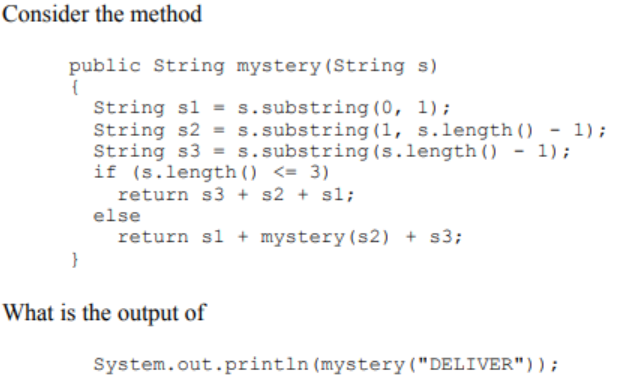 Consider the method
public String mystery(String s)
{
String s1 = s.substring(0, 1);
String s2 = s.substring(1, s.length() - 1);
String s3 = s.substring(s.length() - 1);
if (s.length() <= 3)
return s3 + s2 + s1;
else
return s1 + mystery(s2) + s3;
}
What is the output of
System.out.println(mystery("DELIVER"));